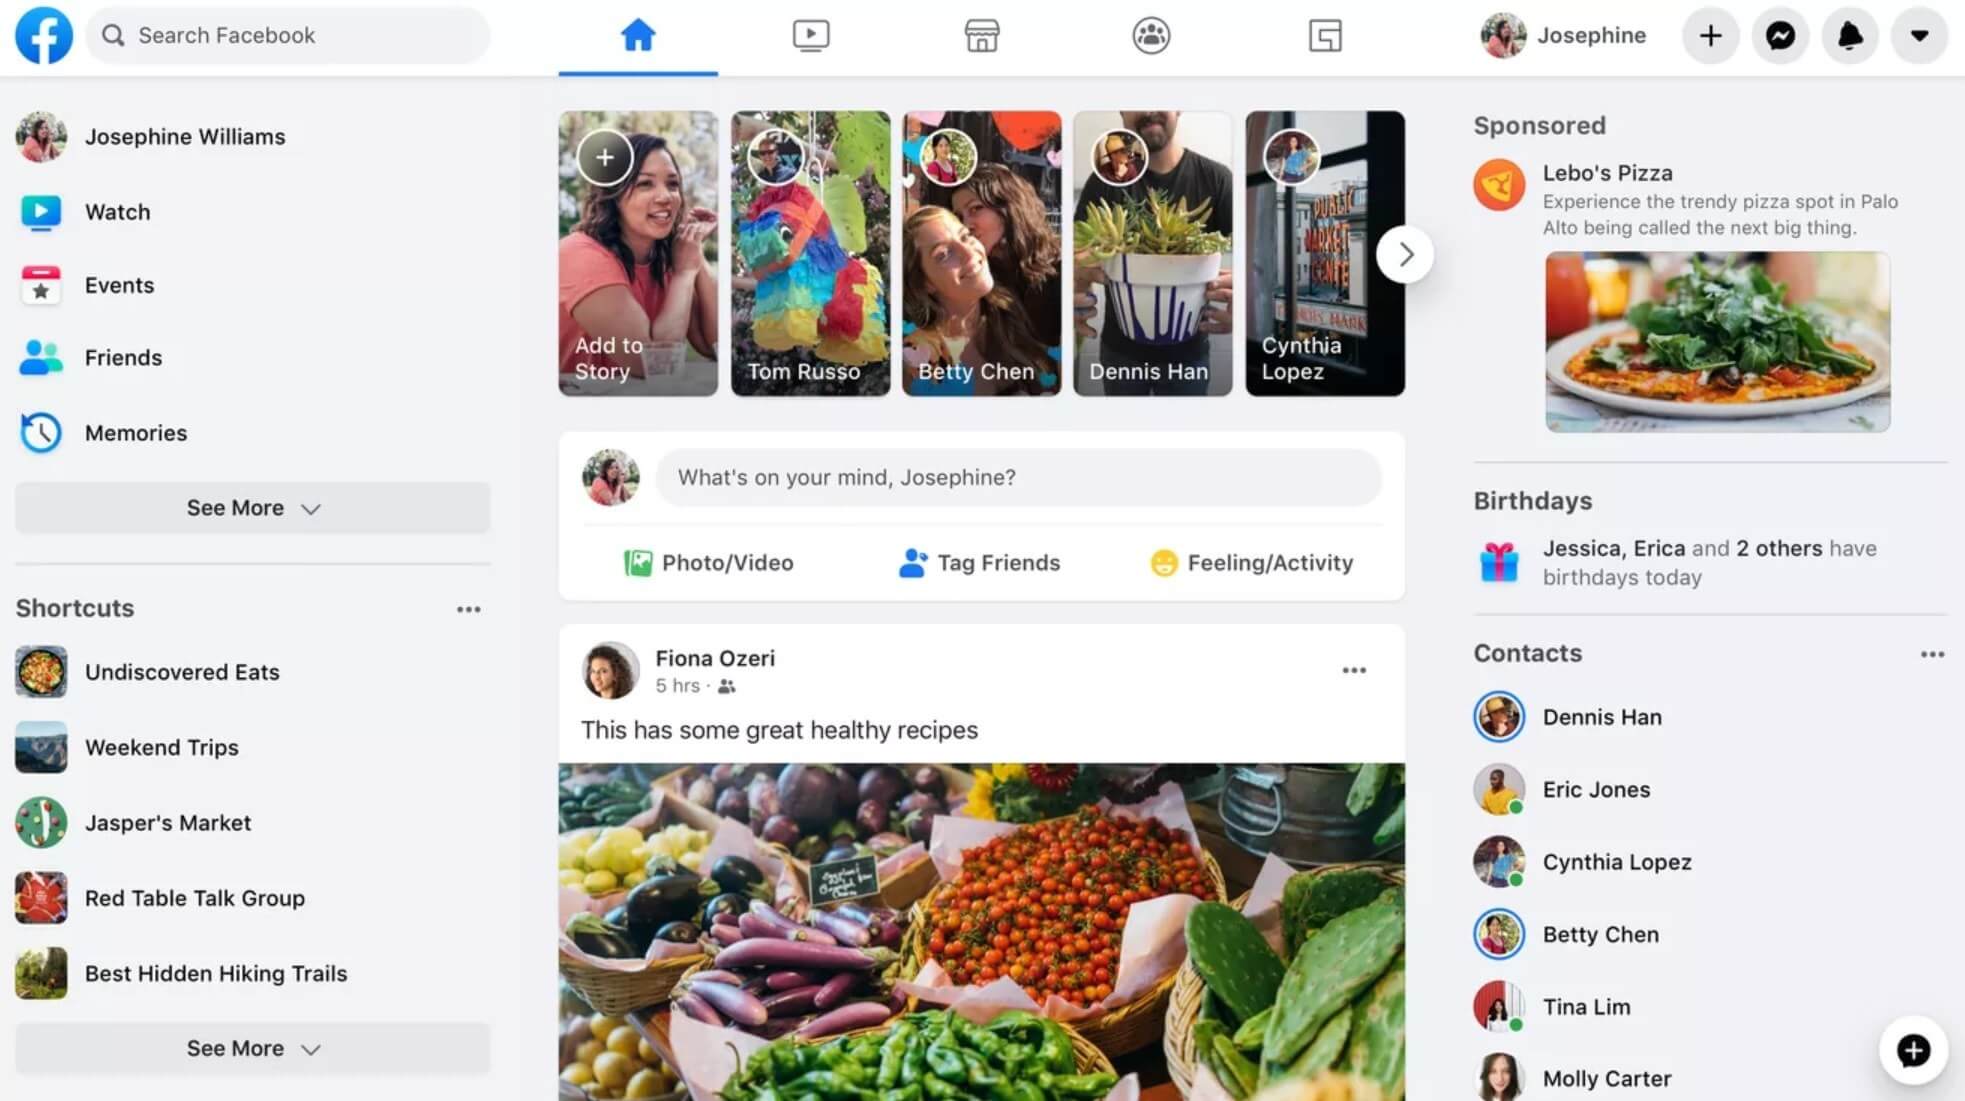 Search Facebook
Josephine
Josephine Williams
Watch
Events
Friends
Memories
See More
Shortcuts
Undiscovered Eats
Weekend Trips
Jasper's Market
Red Table Talk Group
Best Hidden Hiking Trails
See More
Add to
Story
Tom Russo
Betty Chen
Dennis Han
PUBLIC
MARKET
CENTER
Cynthia
Lopez
What's on your mind, Josephine?
Photo/Video
Tag Friends
Feeling/Activity
Fiona Ozeri
5 hrs ·
This has some great healthy recipes
Sponsored
Lebo's Pizza
Experience the trendy pizza spot in Palo
Alto being called the next big thing.
Birthdays
Jessica, Erica and 2 others have
birthdays today
Contacts
Dennis Han
Eric Jones
Cynthia Lopez
Betty Chen
Tina Lim
Molly Carter